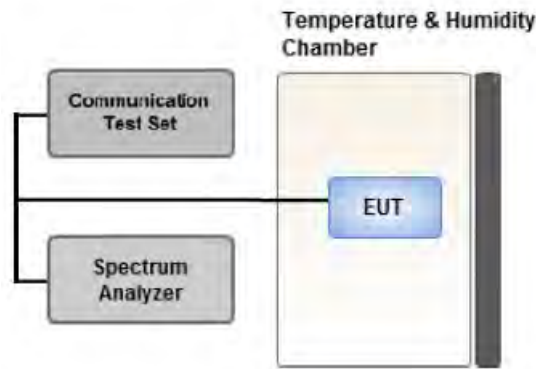 Temperature & Humidity
Chamber
Communication
Test Set
EUT
Spectrum
Analyzer